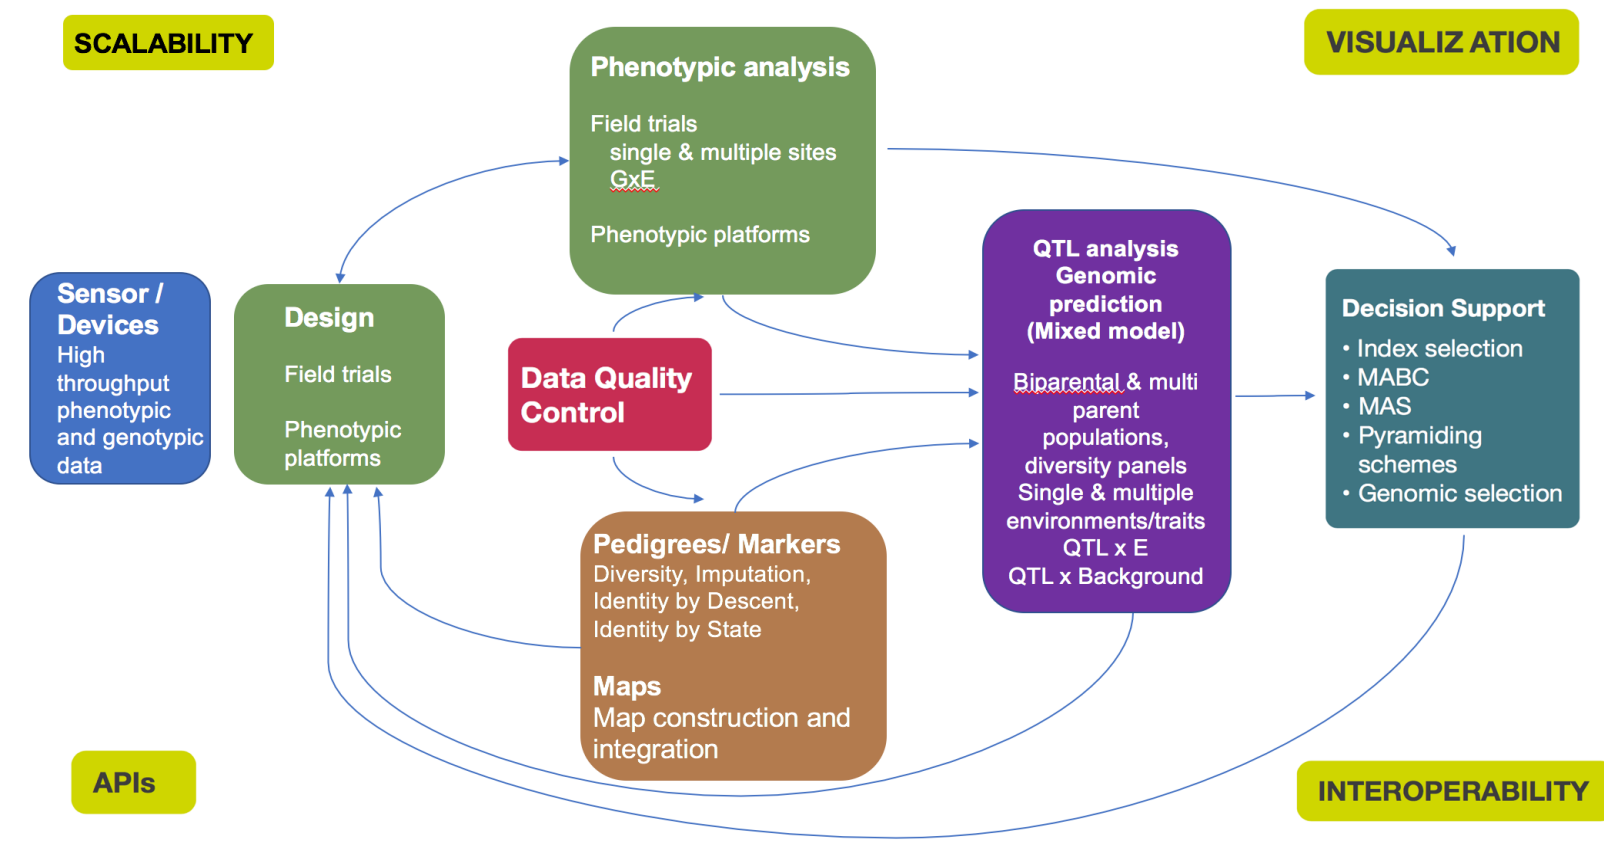 SCALABILITY
VISUALIZ ATION
Phenotypic analysis
Field trials
single & multiple sites
GxE
Phenotypic platforms
Sensor /
Devices
High
throughput
phenotypic
and genotypic
data
Design
Field trials
Phenotypic
platforms
Data Quality
Control
Pedigrees/ Markers
Diversity, Imputation,
Identity by Descent,
Identity by State
Maps
Map construction and
integration
QTL analysis
Genomic
prediction
(Mixed model)
Biparental & multi
parent
populations,
diversity panels
Single & multiple
environments/traits
QTL x E
QTL x Background
Decision Support
• Index selection
• MABC
• MAS
• Pyramiding
schemes
• Genomic selection
APIs
INTEROPERABILITY